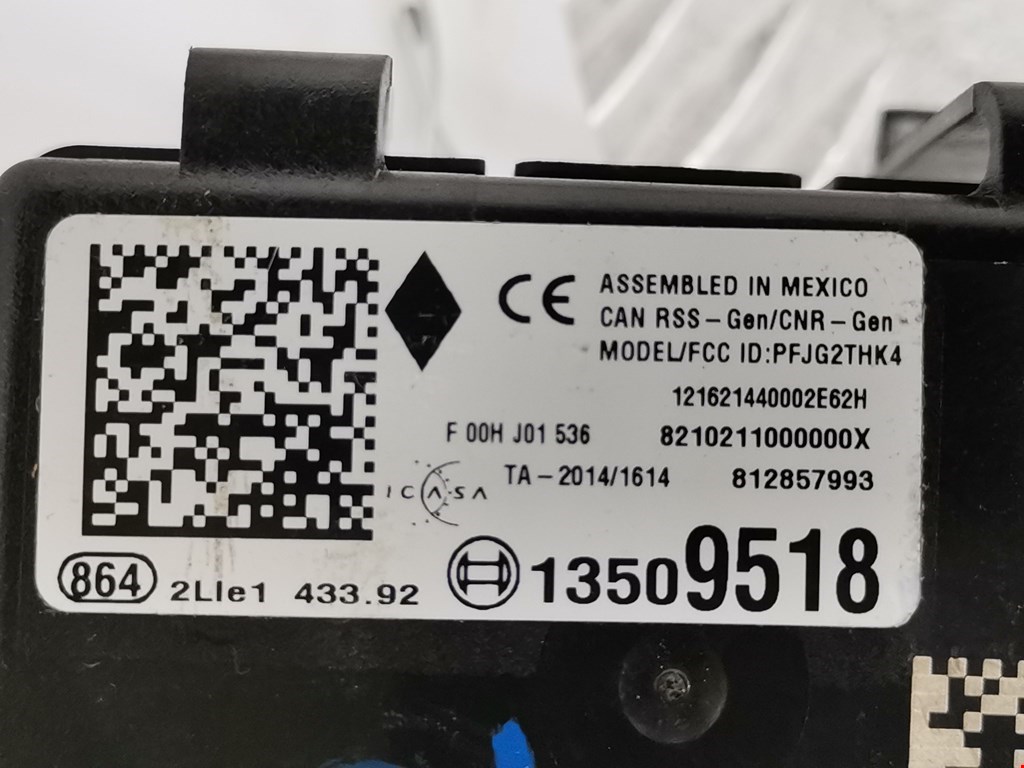 CE
ASSEMBLED IN MEXICO
CAN RSS-Gen/CNR-Gen
MODEL/FCC ID:PFJG2THK4
121621440002E62H
F 00H J01 536 8210211000000X
ICASA TA-2014/1614 812857993
864 2LIe1 433.92 13509518